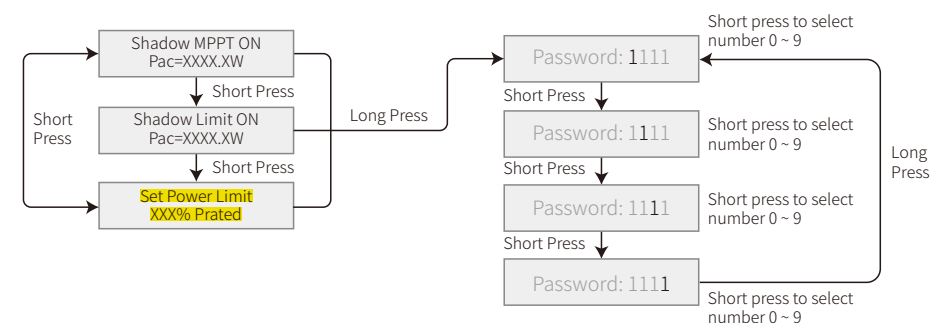 Shadow MPPT ON
Pac=XXXX.XW
Short Press
Shadow Limit ON
Pac=XXXX.XW
Short Press
Set Power Limit
XXX% Prated
Short
Press
Long Press
Short press to select
number 0 ~ 9
Password: 1111
Short Press
Password: 1111
Short press to select
number 0 ~ 9
Short Press
Password: 1111
Short press to select
number 0 ~ 9
Short Press
Password: 1111
Short press to select
number 0 ~ 9
Long
Press